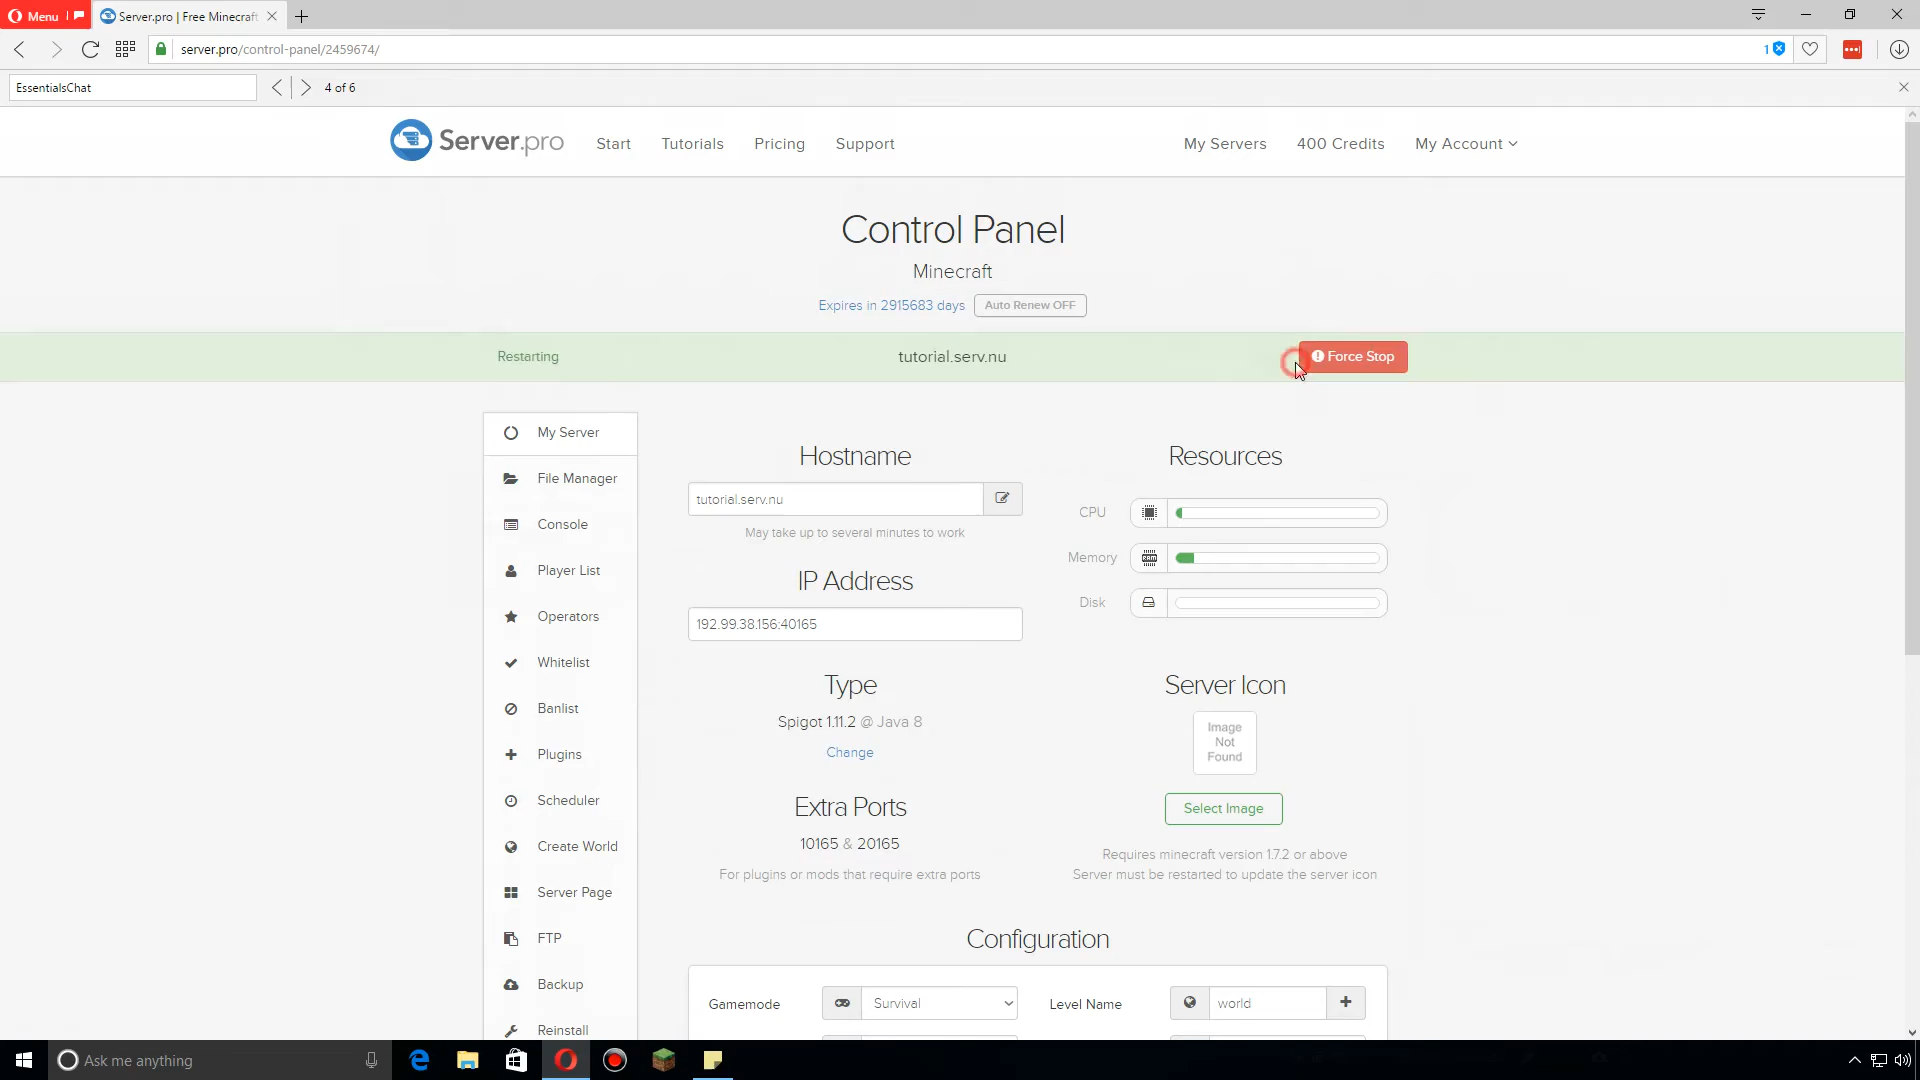 Menu
Server.pro | Free Minecraft
server.pro/control-panel/2459674/
1
EssentialsChat
4 of 6
Server.pro
Start
Tutorials
Pricing
Support
My Servers
400 Credits
My Account
Control Panel
Minecraft
Expires in 2915683 days
Auto Renew OFF
Restarting
tutorial.serv.nu
Force Stop
My Server
File Manager
Console
Player List
Operators
Whitelist
Banlist
Plugins
Scheduler
Create World
Server Page
FTP
Backup
Reinstall
Hostname
tutorial.serv.nu
May take up to several minutes to work
IP Address
192.99.38.156:40165
Type
Spigot 1.11.2 @ Java 8
Change
Extra Ports
10165 & 20165
For plugins or mods that require extra ports
Resources
CPU
Memory
Disk
Server Icon
Image
Not
Found
Select Image
Requires minecraft version 1.7.2 or above
Server must be restarted to update the server icon
Configuration
Gamemode
Survival
Level Name
world
Ask me anything